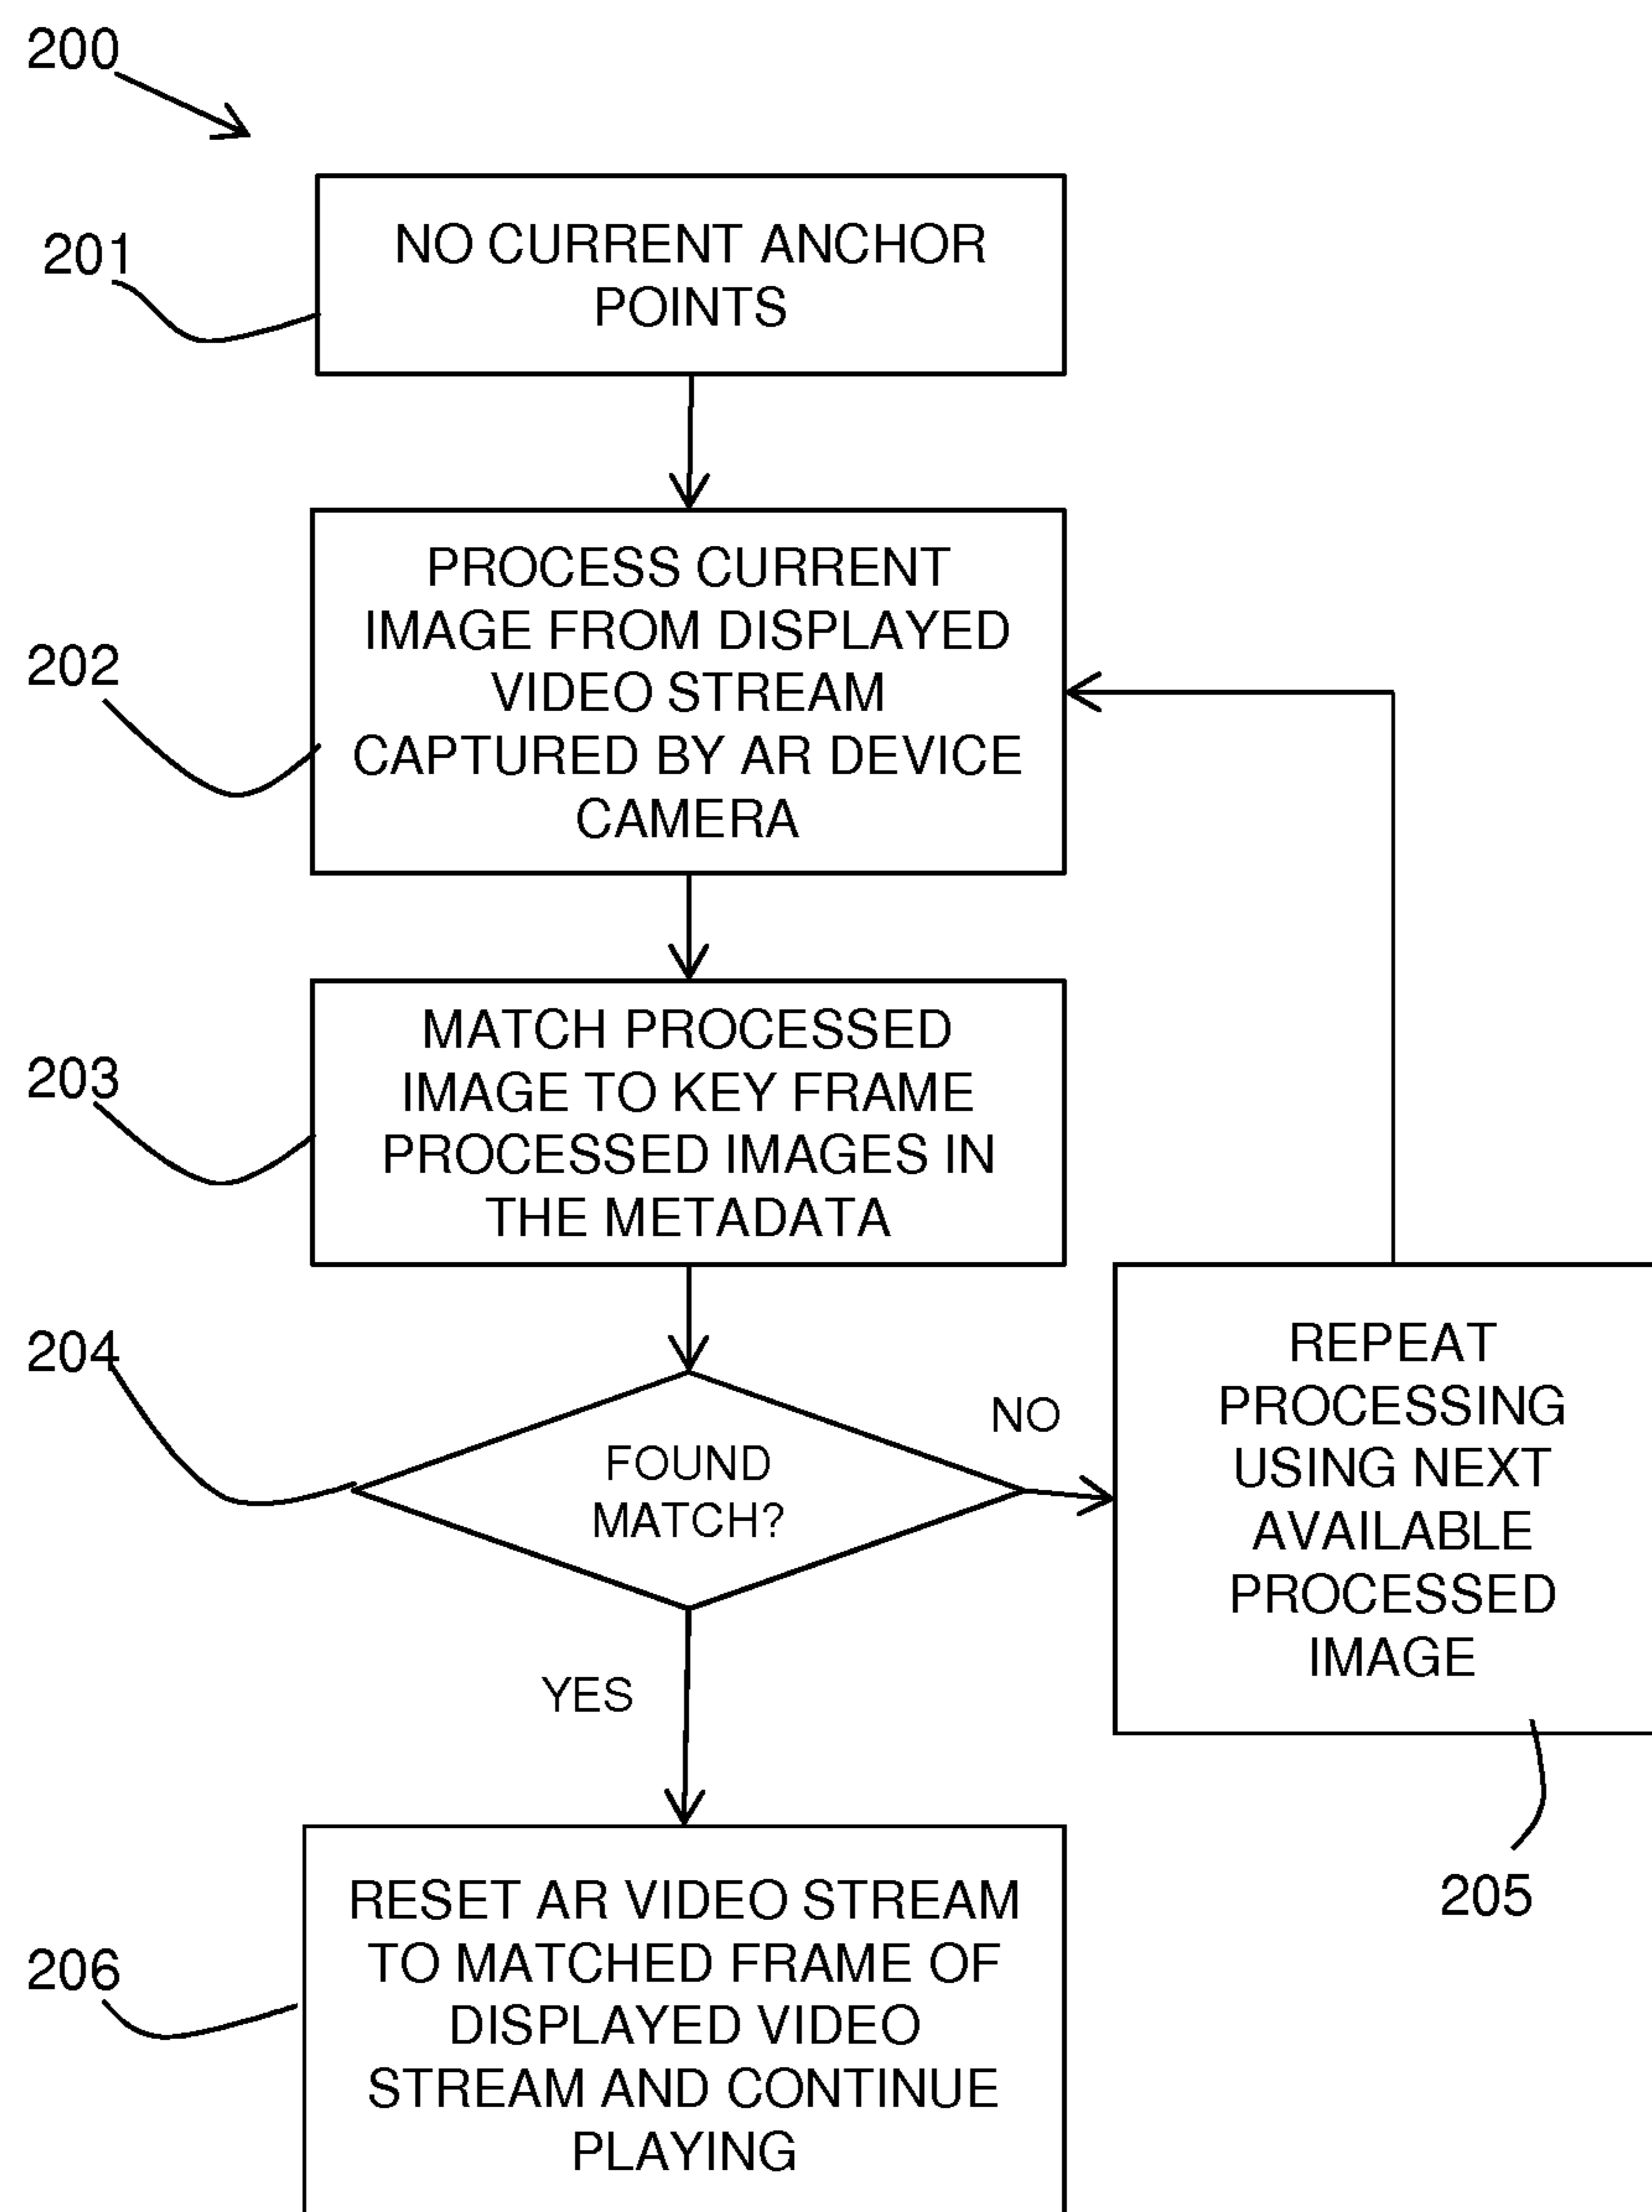 200
201
NO CURRENT ANCHOR
POINTS
202
PROCESS CURRENT
IMAGE FROM DISPLAYED
VIDEO STREAM
CAPTURED BY AR DEVICE
CAMERA
203
MATCH PROCESSED
IMAGE TO KEY FRAME
PROCESSED IMAGES IN
THE METADATA
204
FOUND
MATCH?
NO
REPEAT
PROCESSING
USING NEXT
AVAILABLE
PROCESSED
IMAGE
205
YES
206
RESET AR VIDEO STREAM
TO MATCHED FRAME OF
DISPLAYED VIDEO
STREAM AND CONTINUE
PLAYING